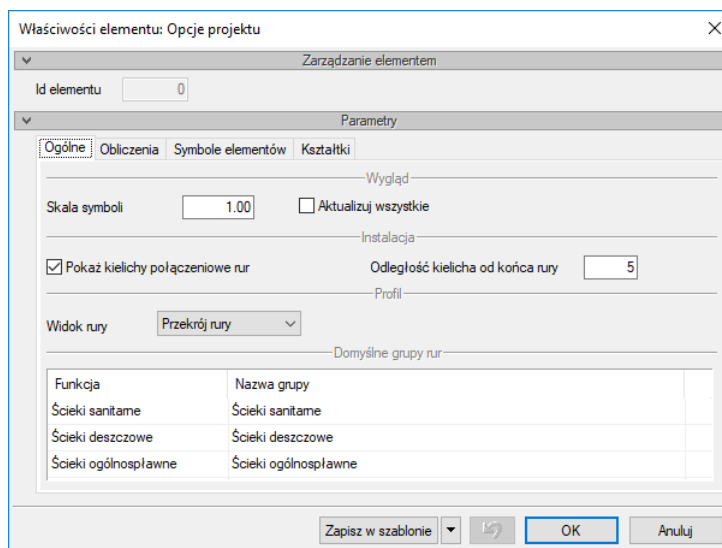 Właściwości elementu: Opcje projektu
Zarządzanie elementem
Id elementu 0
Parametry
Ogólne Obliczenia Symbole elementów Kształtki
Wygląd
Skala symboli 1.00 Aktualizuj wszystkie
Instalacja
Pokaż kielichy połączeniowe rur Odległość kielicha od końca rury 5
Profil
Widok rury Przekrój rury
Domyślne grupy rur
Funkcja Nazwa grupy
Ścieki sanitarne Ścieki sanitarne
Ścieki deszczowe Ścieki deszczowe
Ścieki ogólnospławne Ścieki ogólnospławne
Zapisz w szablonie OK Anuluj